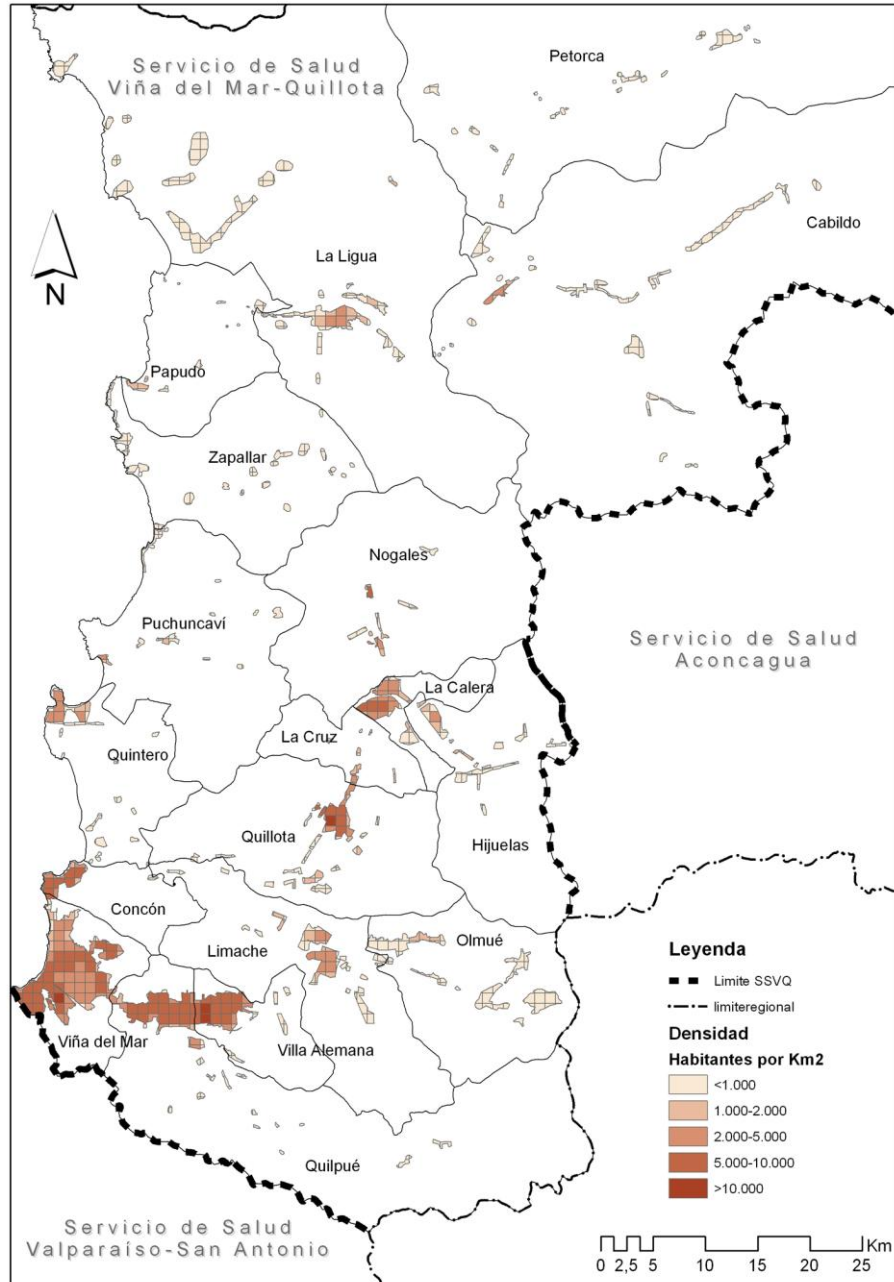 Servicio de Salud
Viña del Mar-Quillota
Petorca
Cabildo
N
La Ligua
Papudo
Zapallar
Nogales
Puchuncaví
Servicio de Salud
Aconcagua
La Calera
La Cruz
Quintero
Quillota
Hijuelas
Concón
Limache
Olmué
Viña del Mar
Villa Alemana
Quilpué
Servicio de Salud
Valparaíso-San Antonio
Leyenda
Limite SSVQ
limiteregional
Densidad
Habitantes por Km2
<1.000
1.000-2.000
2.000-5.000
5.000-10.000
>10.000
Km
0 2,5 5 10 15 20 25